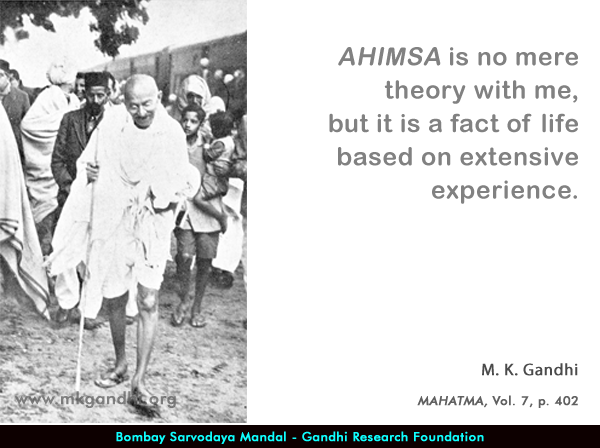 AHIMSA is no mere
theory with me,
but it is a fact of life
based on extensive
experience.
M. K. Gandhi
MAHATMA, Vol. 7, p. 402
www.mkgandhi.org
Bombay Sarvodaya Mandal - Gandhi Research Foundation